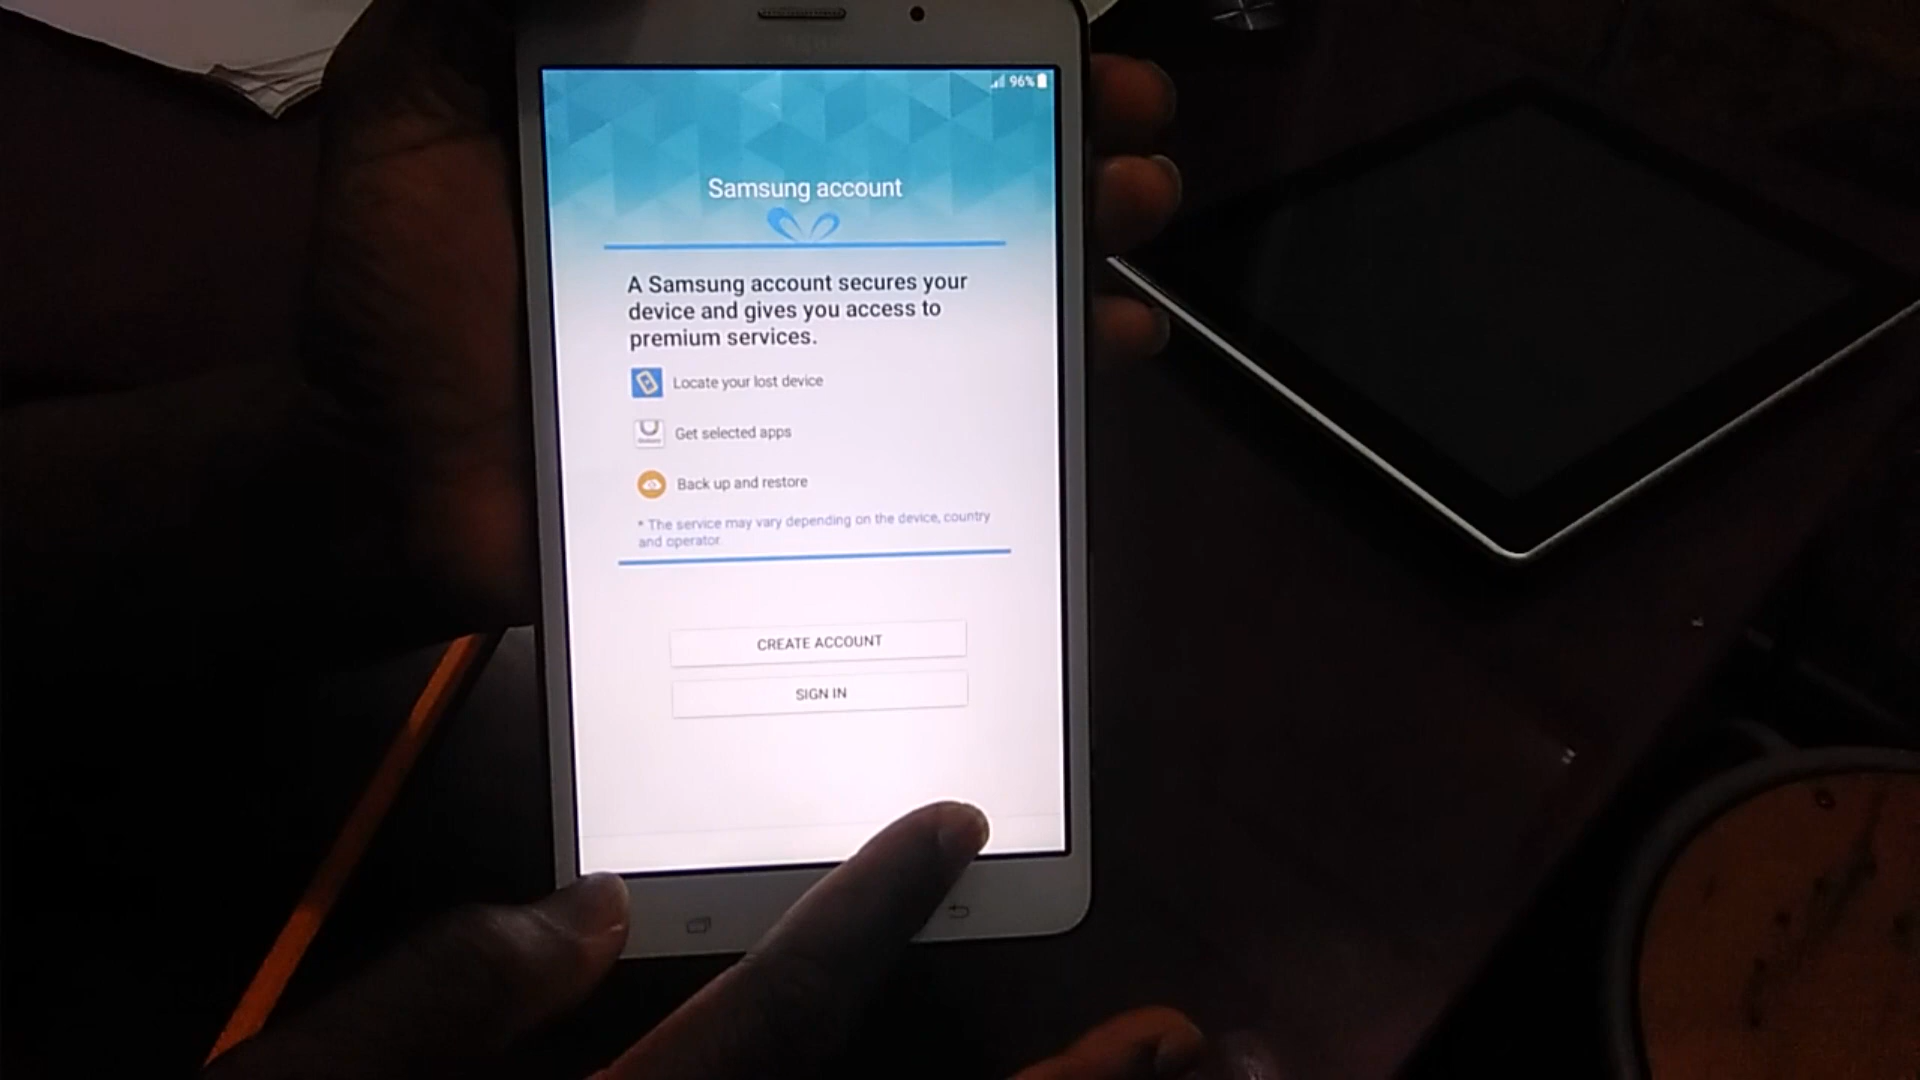 96%
Samsung account
A Samsung account secures your
device and gives you access to
premium services.
Locate your lost device
Get selected apps
Back up and restore
* The service may vary depending on the device, country
and operator.
CREATE ACCOUNT
SIGN IN